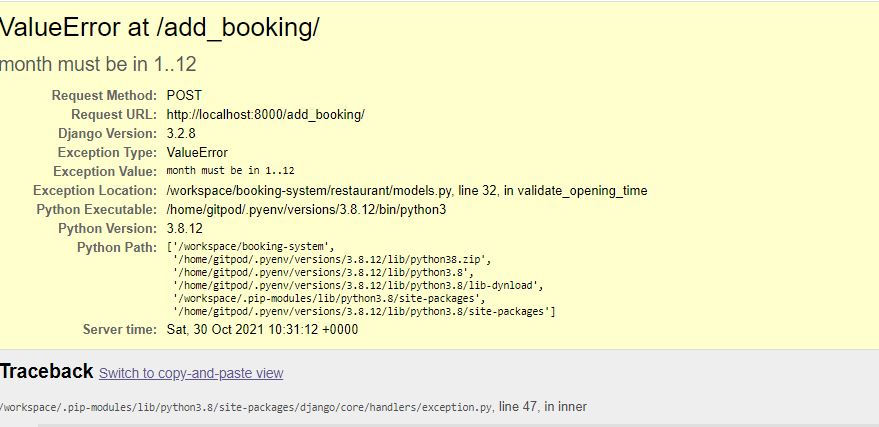 ValueError at /add_booking/
month must be in 1..12
Request Method: POST
Request URL: http://localhost:8000/add_booking/
Django Version: 3.2.8
Exception Type: ValueError
Exception Value: month must be in 1..12
Exception Location: /workspace/booking-system/restaurant/models.py, line 32, in validate_opening_time
Python Executable: /home/gitpod/.pyenv/versions/3.8.12/bin/python3
Python Version: 3.8.12
Python Path: ['/workspace/booking-system',
'/home/gitpod/.pyenv/versions/3.8.12/lib/python38.zip',
'/home/gitpod/.pyenv/versions/3.8.12/lib/python3.8',
'/home/gitpod/.pyenv/versions/3.8.12/lib/python3.8/lib-dynload',
'/workspace/.pip-modules/lib/python3.8/site-packages',
'/home/gitpod/.pyenv/versions/3.8.12/lib/python3.8/site-packages']
Server time: Sat, 30 Oct 2021 10:31:12 +0000
Traceback Switch to copy-and-paste view
/workspace/.pip-modules/lib/python3.8/site-packages/django/core/handlers/exception.py, line 47, in inner